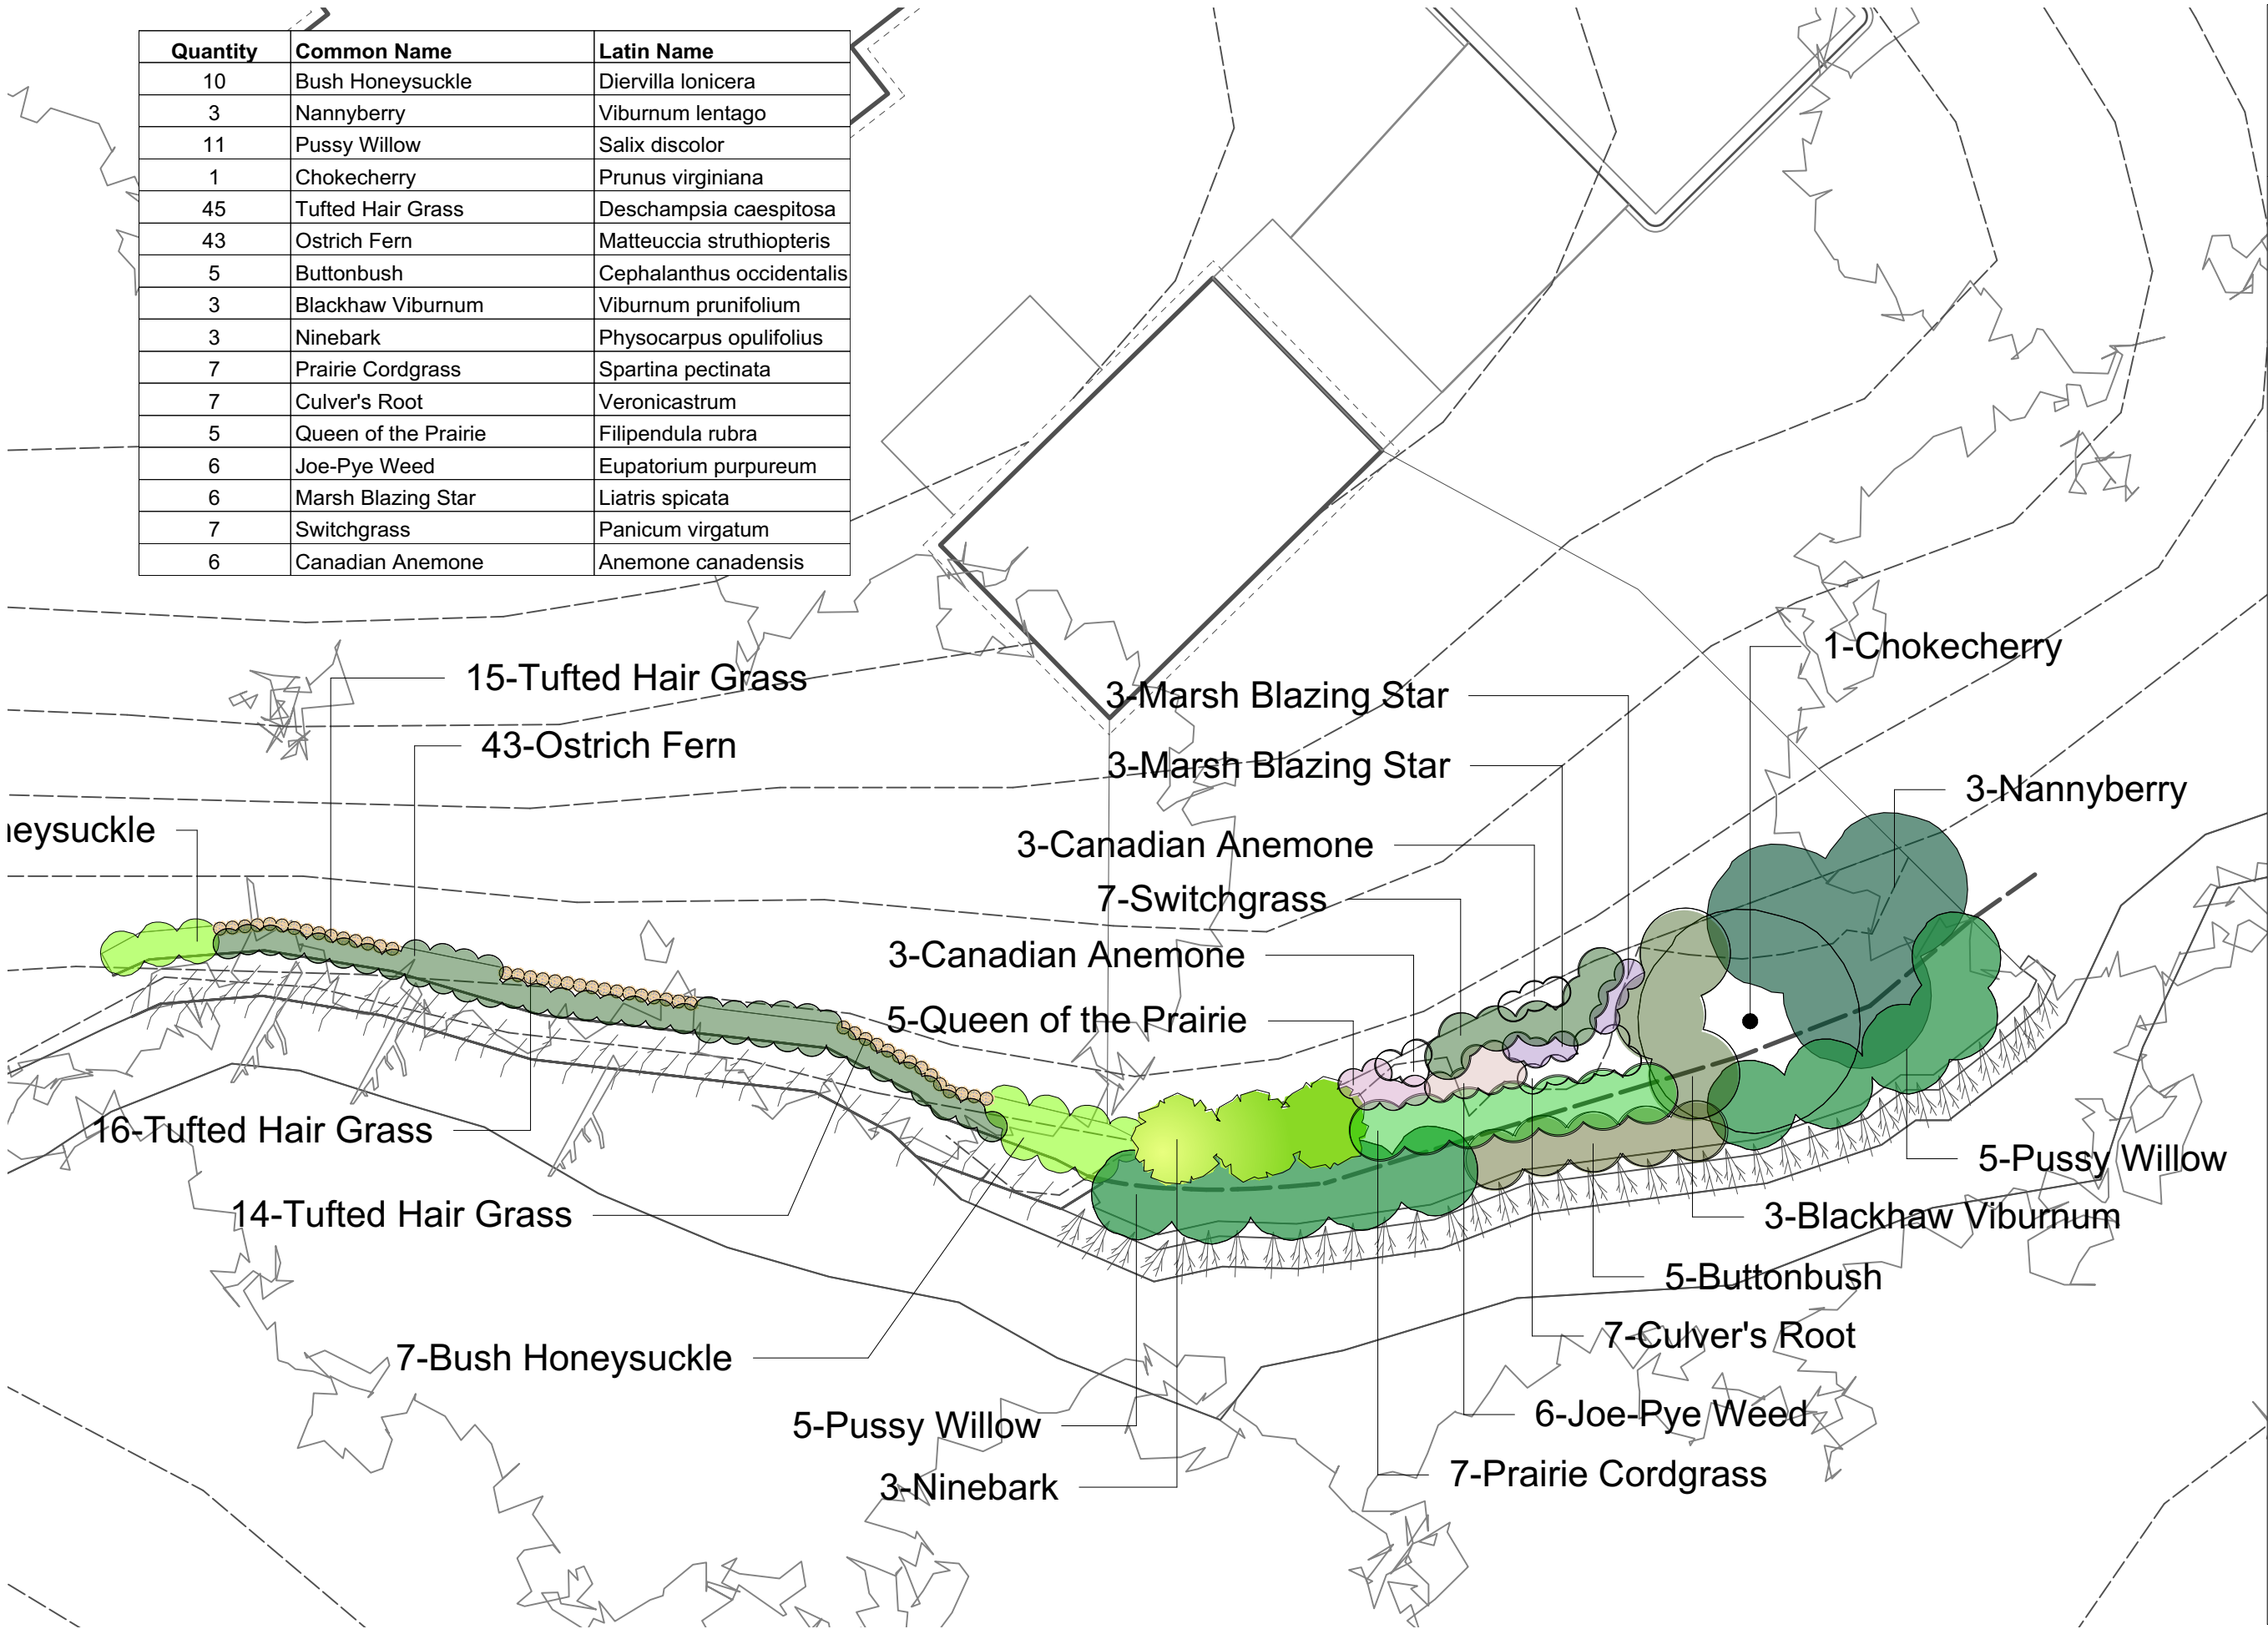 Quantity Common Name Latin Name
10 Bush Honeysuckle Diervilla lonicera
3 Nannyberry Viburnum lentago
11 Pussy Willow Salix discolor
1 Chokecherry Prunus virginiana
45 Tufted Hair Grass Deschampsia caespitosa
43 Ostrich Fern Matteuccia struthiopteris
5 Buttonbush Cephalanthus occidentalis
3 Blackhaw Viburnum Viburnum prunifolium
3 Ninebark Physocarpus opulifolius
7 Prairie Cordgrass Spartina pectinata
7 Culver's Root Veronicastrum
5 Queen of the Prairie Filipendula rubra
6 Joe-Pye Weed Eupatorium purpureum
6 Marsh Blazing Star Liatris spicata
7 Switchgrass Panicum virgatum
6 Canadian Anemone Anemone canadensis
1-Chokecherry
15-Tufted Hair Grass
3-Marsh Blazing Star
43-Ostrich Fern
3-Marsh Blazing Star
3-Nannyberry
neysuckle
3-Canadian Anemone
7-Switchgrass
3-Canadian Anemone
5-Queen of the Prairie
16-Tufted Hair Grass
5-Pussy Willow
14-Tufted Hair Grass
3-Blackhaw Viburnum
5-Buttonbush
7-Culver's Root
7-Bush Honeysuckle
6-Joe-Pye Weed
5-Pussy Willow
7-Prairie Cordgrass
3-Ninebark